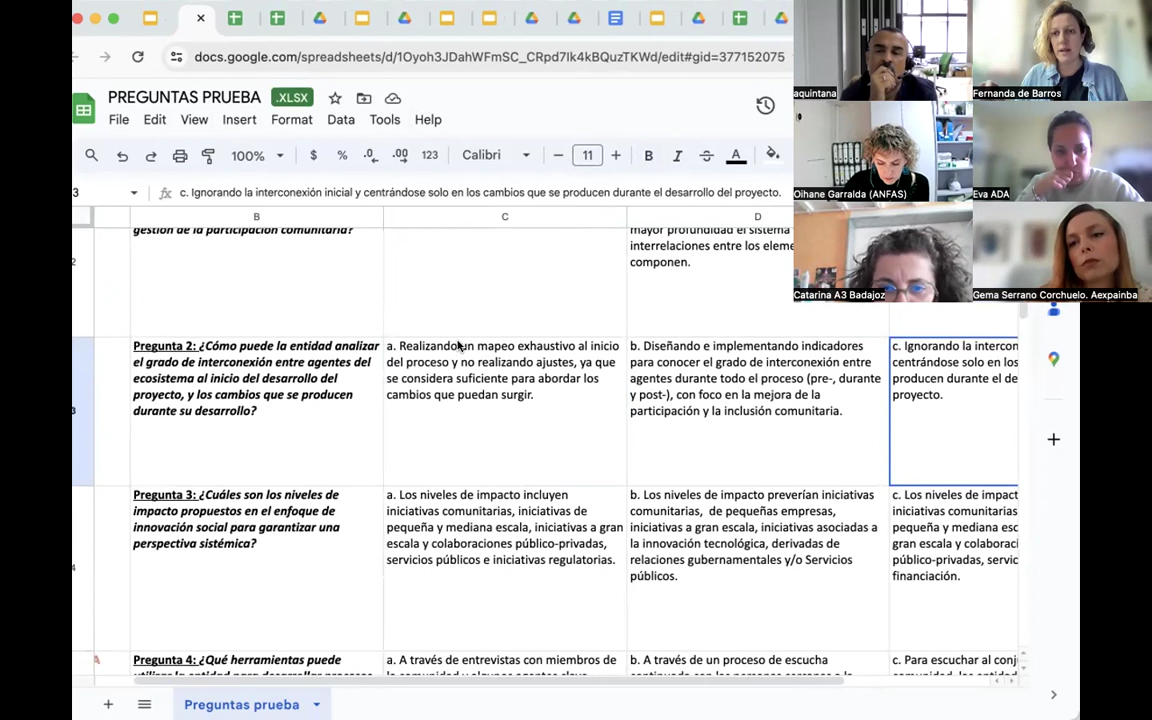 docs.google.com/spreadsheets/d/1Oyoh3JDahWFmSC_CRpd7Ik4kBQuzTKWd/edit#gid=377152075
PREGUNTAS PRUEBA .XLSX
File Edit View Insert Format Data Tools Help
100% $ % .0 .00 123 Calibri 11 B I S A
3 fx c. Ignorando la interconexión inicial y centrándose solo en los cambios que se producen durante el desarrollo del proyecto.
B C D
2
gestión de la participación comunitaria?
mayor profundidad el sistema
interrelaciones entre los eleme
componen.
3
Pregunta 2: ¿Cómo puede la entidad analizar
el grado de interconexión entre agentes del
ecosistema al inicio del desarrollo del
proyecto, y los cambios que se producen
durante su desarrollo?
a. Realizando un mapeo exhaustivo al inicio
del proceso y no realizando ajustes, ya que
se considera suficiente para abordar los
cambios que puedan surgir.
b. Diseñando e implementando indicadores
para conocer el grado de interconexión entre
agentes durante todo el proceso (pre-, durante
y post-), con foco en la mejora de la
participación y la inclusión comunitaria.
c. Ignorando la intercon
centrándose solo en los
producen durante el de
proyecto.
4
Pregunta 3: ¿Cuáles son los niveles de
impacto propuestos en el enfoque de
innovación social para garantizar una
perspectiva sistémica?
a. Los niveles de impacto incluyen
iniciativas comunitarias, iniciativas de
pequeña y mediana escala, iniciativas a gran
escala y colaboraciones público-privadas,
servicios públicos e iniciativas regulatorias.
b. Los niveles de impacto preverían iniciativas
comunitarias, de pequeñas empresas,
iniciativas a gran escala, iniciativas asociadas a
la innovación tecnológica, derivadas de
relaciones gubernamentales y/o Servicios
públicos.
c. Los niveles de impact
iniciativas comunitarias
pequeña y mediana esc
gran escala y colaboraci
público-privadas, servic
financiación.
A
Pregunta 4: ¿Qué herramientas puede
a. A través de entrevistas con miembros de
b. A través de un proceso de escucha
c. Para escuchar al conj
Preguntas prueba
aquintana
Fernanda de Barros
Oihane Garralda (ANFAS)
Eva ADA
Catarina A3 Badajoz
Gema Serrano Corchuelo. Aexpainba